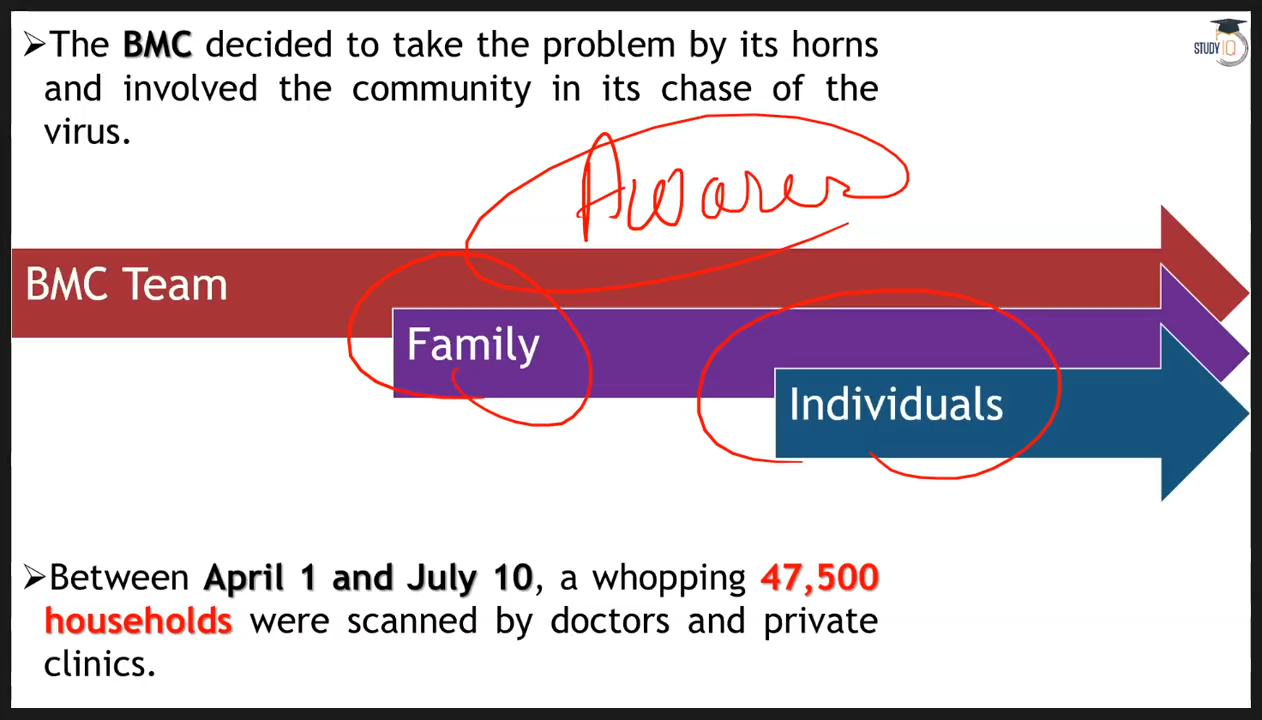 ➢The BMC decided to take the problem by its horns
and involved the community in its chase of the
virus.
STUDY IQ
Awares
BMC Team
Family
Individuals
➢Between April 1 and July 10, a whopping 47,500
households were scanned by doctors and private
clinics.